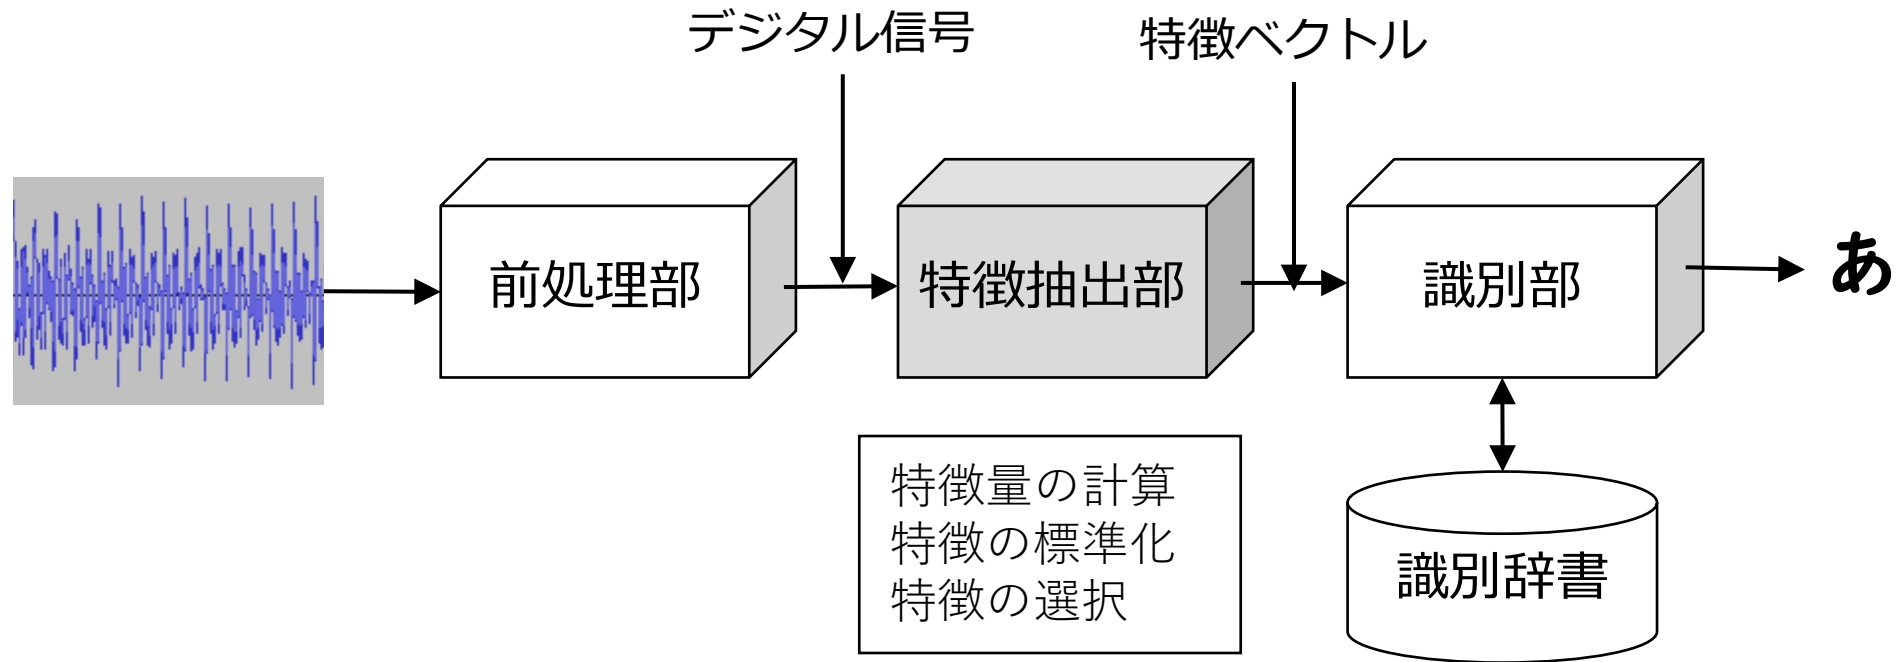 デジタル信号
特徴ベクトル
前処理部
特徴抽出部
識別部
あ
特徴量の計算
特徴の標準化
特徴の選択
識別辞書